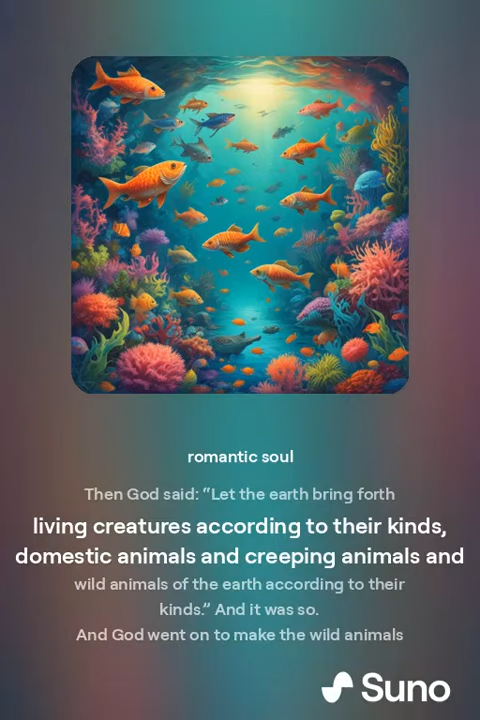 romantic soul
Then God said: “Let the earth bring forth
living creatures according to their kinds,
domestic animals and creeping animals and
wild animals of the earth according to their
kinds.” And it was so.
And God went on to make the wild animals
Suno